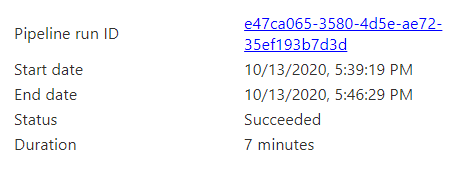 Pipeline run ID e47ca065-3580-4d5e-ae72-
35ef193b7d3d
Start date 10/13/2020, 5:39:19 PM
End date 10/13/2020, 5:46:29 PM
Status Succeeded
Duration 7 minutes